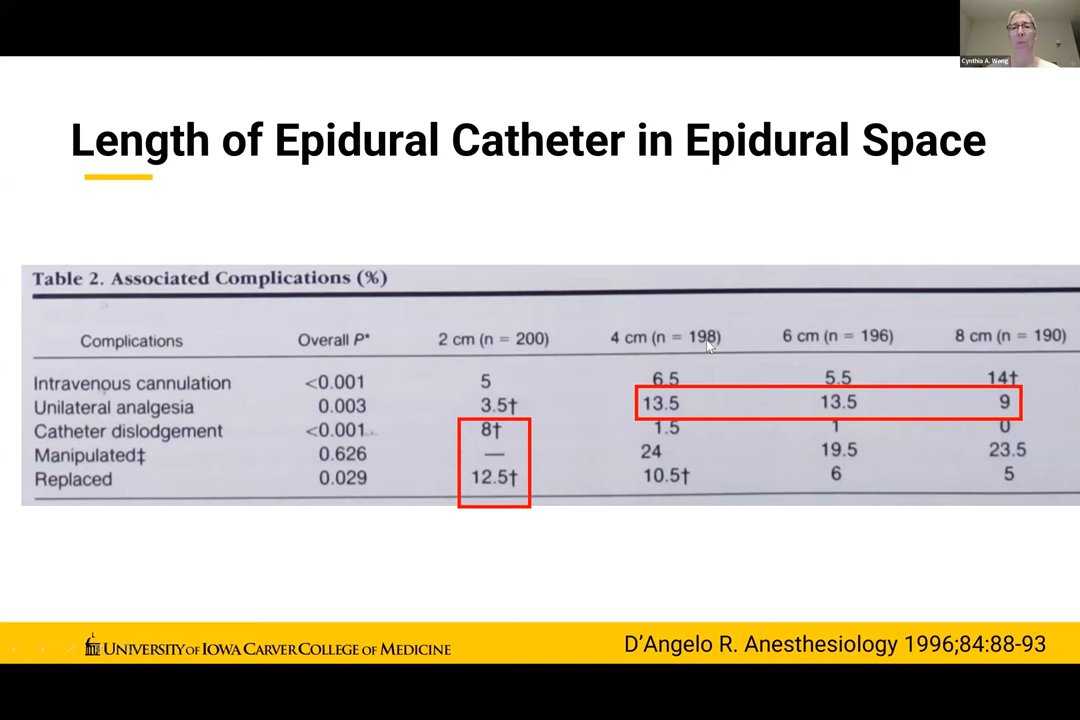 Cynthia A. Wong
Length of Epidural Catheter in Epidural Space
Table 2. Associated Complications (%)
Complications Overall P* 2 cm (n = 200) 4 cm (n = 198) 6 cm (n = 196) 8 cm (n = 190)
Intravenous cannulation <0.001 5 6.5 5.5 14†
Unilateral analgesia 0.003 3.5† 13.5 13.5 9
Catheter dislodgement <0.001 8† 1.5 1 0
Manipulated‡ 0.626 — 24 19.5 23.5
Replaced 0.029 12.5† 10.5† 6 5
UNIVERSITY OF IOWA CARVER COLLEGE OF MEDICINE
D'Angelo R. Anesthesiology 1996;84:88-93